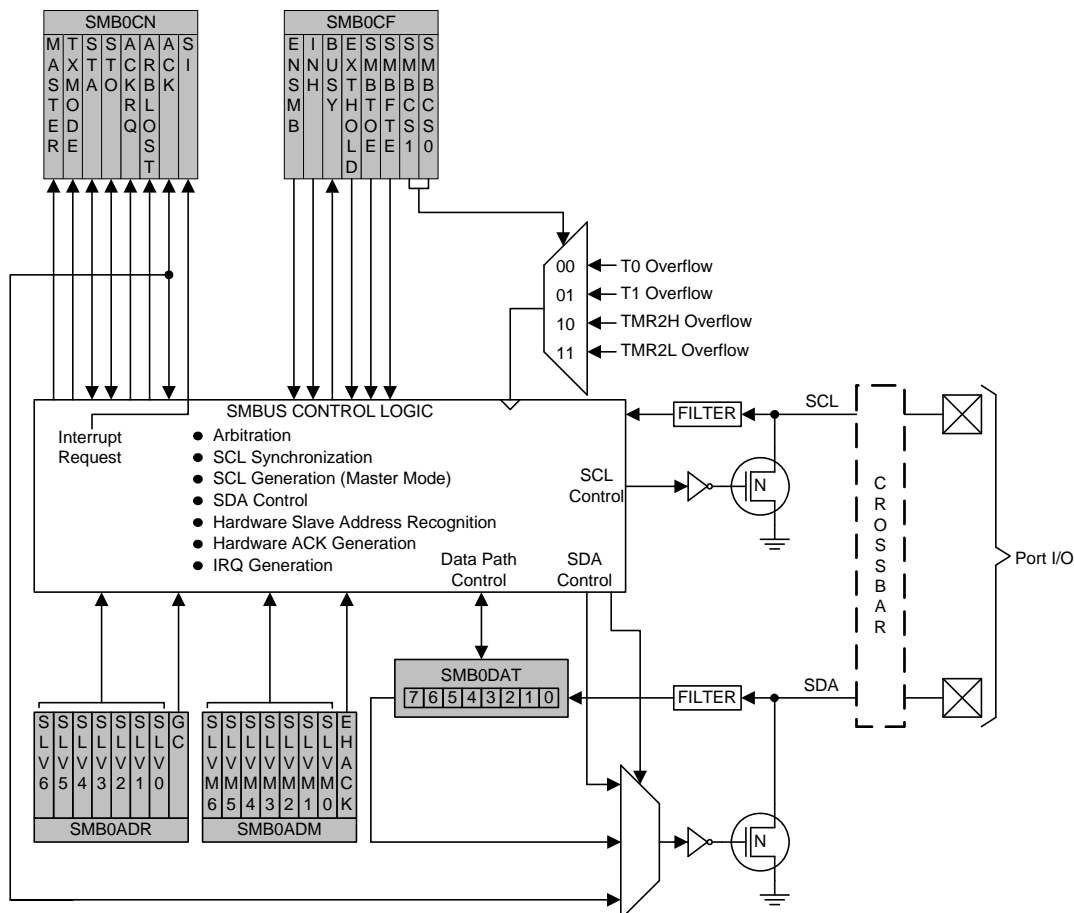 SMB0CN
MASTER
TXMODE
STA
STO
ACKRQ
ARBLOST
ACK
SI
SMB0CF
ENSMB
INH
BUSY
EXTHOLD
SMBTOE
SMBFTE
SMBCS1
SMBCS0
00
01
10
11
T0 Overflow
T1 Overflow
TMR2H Overflow
TMR2L Overflow
SMBUS CONTROL LOGIC
Interrupt
Request
● Arbitration
● SCL Synchronization
● SCL Generation (Master Mode)
● SDA Control
● Hardware Slave Address Recognition
● Hardware ACK Generation
● IRQ Generation
Data Path
Control
SDA
Control
SCL
Control
FILTER
SCL
N
CROSSBAR
Port I/O
SMB0DAT
7 6 5 4 3 2 1 0
FILTER
SDA
N
SLV6
SLV5
SLV4
SLV3
SLV2
SLV1
SLV0
GC
SMB0ADR
SLVM6
SLVM5
SLVM4
SLVM3
SLVM2
SLVM1
SLVM0
EHACK
SMB0ADM